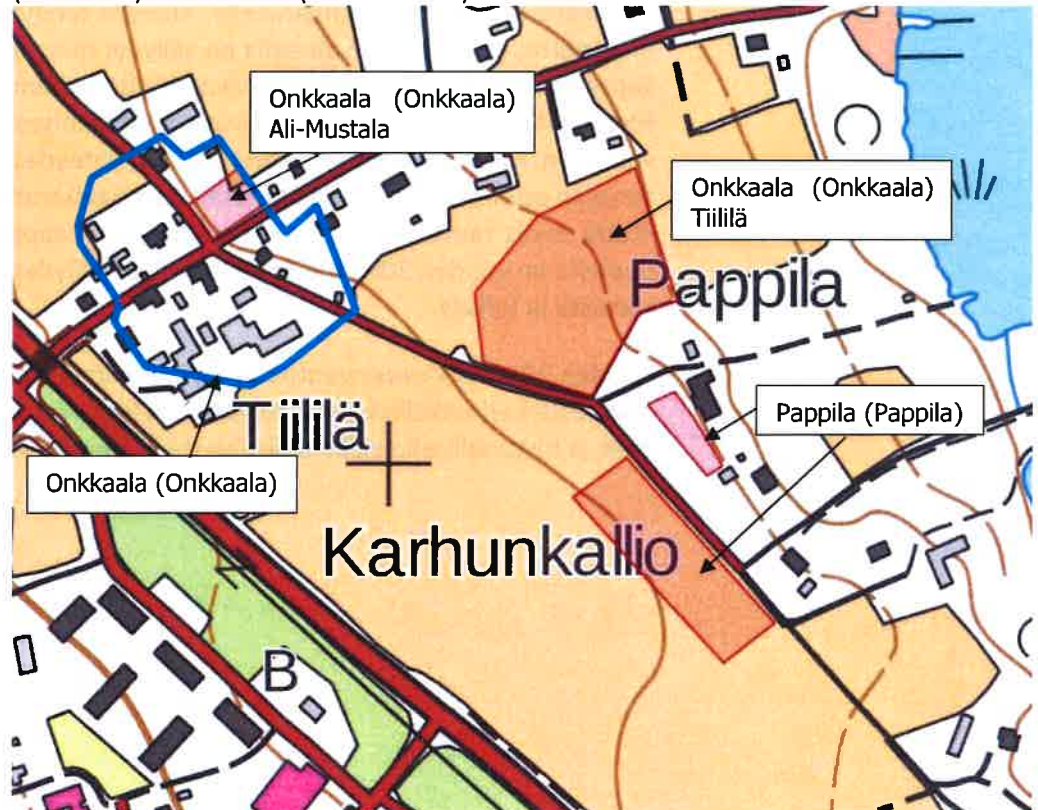 Onkkaala (Onkkaala)
Ali-Mustala
Onkkaala (Onkkaala)
Tiililä
Pappila
Pappila (Pappila)
Tiililä
Onkkaala (Onkkaala)
Karhunkallio
B